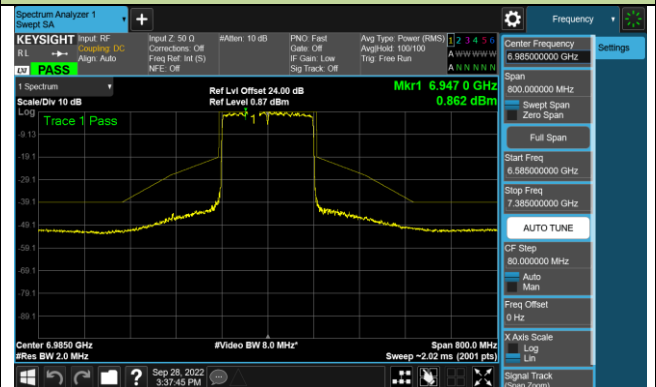 Spectrum Analyzer 1
Swept SA
Frequency
KEYSIGHT
RL
PASS
Input: RF
Coupling: DC
Align: Auto
Input Z: 50 Ω
Corrections: Off
Freq Ref: Int (S)
NFE: Off
#Atten: 10 dB
PNO: Fast
Gate: Off
IF Gain: Low
Sig Track: Off
Avg Type: Power (RMS)
Avg|Hold: 100/100
Trig: Free Run
1 2 3 4 5 6
A W W W W W
A N N N N N
1 Spectrum
Scale/Div 10 dB
Ref Lvl Offset 24.00 dB
Ref Level 0.87 dBm
Mkr1 6.947 0 GHz
0.862 dBm
Log
Trace 1 Pass
1
-9.13
-19.1
-29.1
-39.1
-49.1
-59.1
-69.1
-79.1
-89.1
Center 6.9850 GHz
#Res BW 2.0 MHz
#Video BW 8.0 MHz*
Span 800.0 MHz
Sweep ~2.02 ms (2001 pts)
Sep 28, 2022
3:37:45 PM
Center Frequency
6.985000000 GHz
Settings
Span
800.000000 MHz
Swept Span
Zero Span
Full Span
Start Freq
6.585000000 GHz
Stop Freq
7.385000000 GHz
AUTO TUNE
CF Step
80.000000 MHz
Auto
Man
Freq Offset
0 Hz
X Axis Scale
Log
Lin
Signal Track
(Span Zoom)